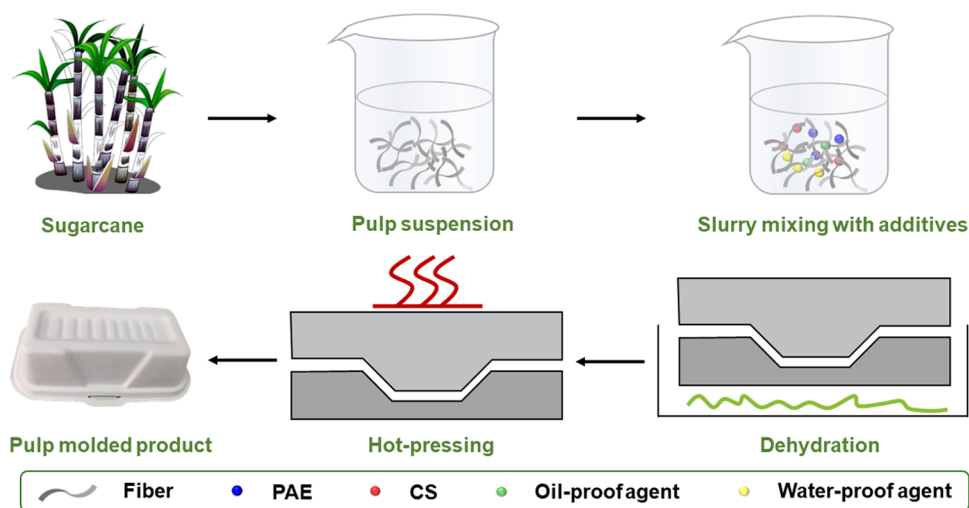 Sugarcane
Pulp suspension
Slurry mixing with additives
Pulp molded product
Hot-pressing
Dehydration
Fiber
PAE
CS
Oil-proof agent
Water-proof agent